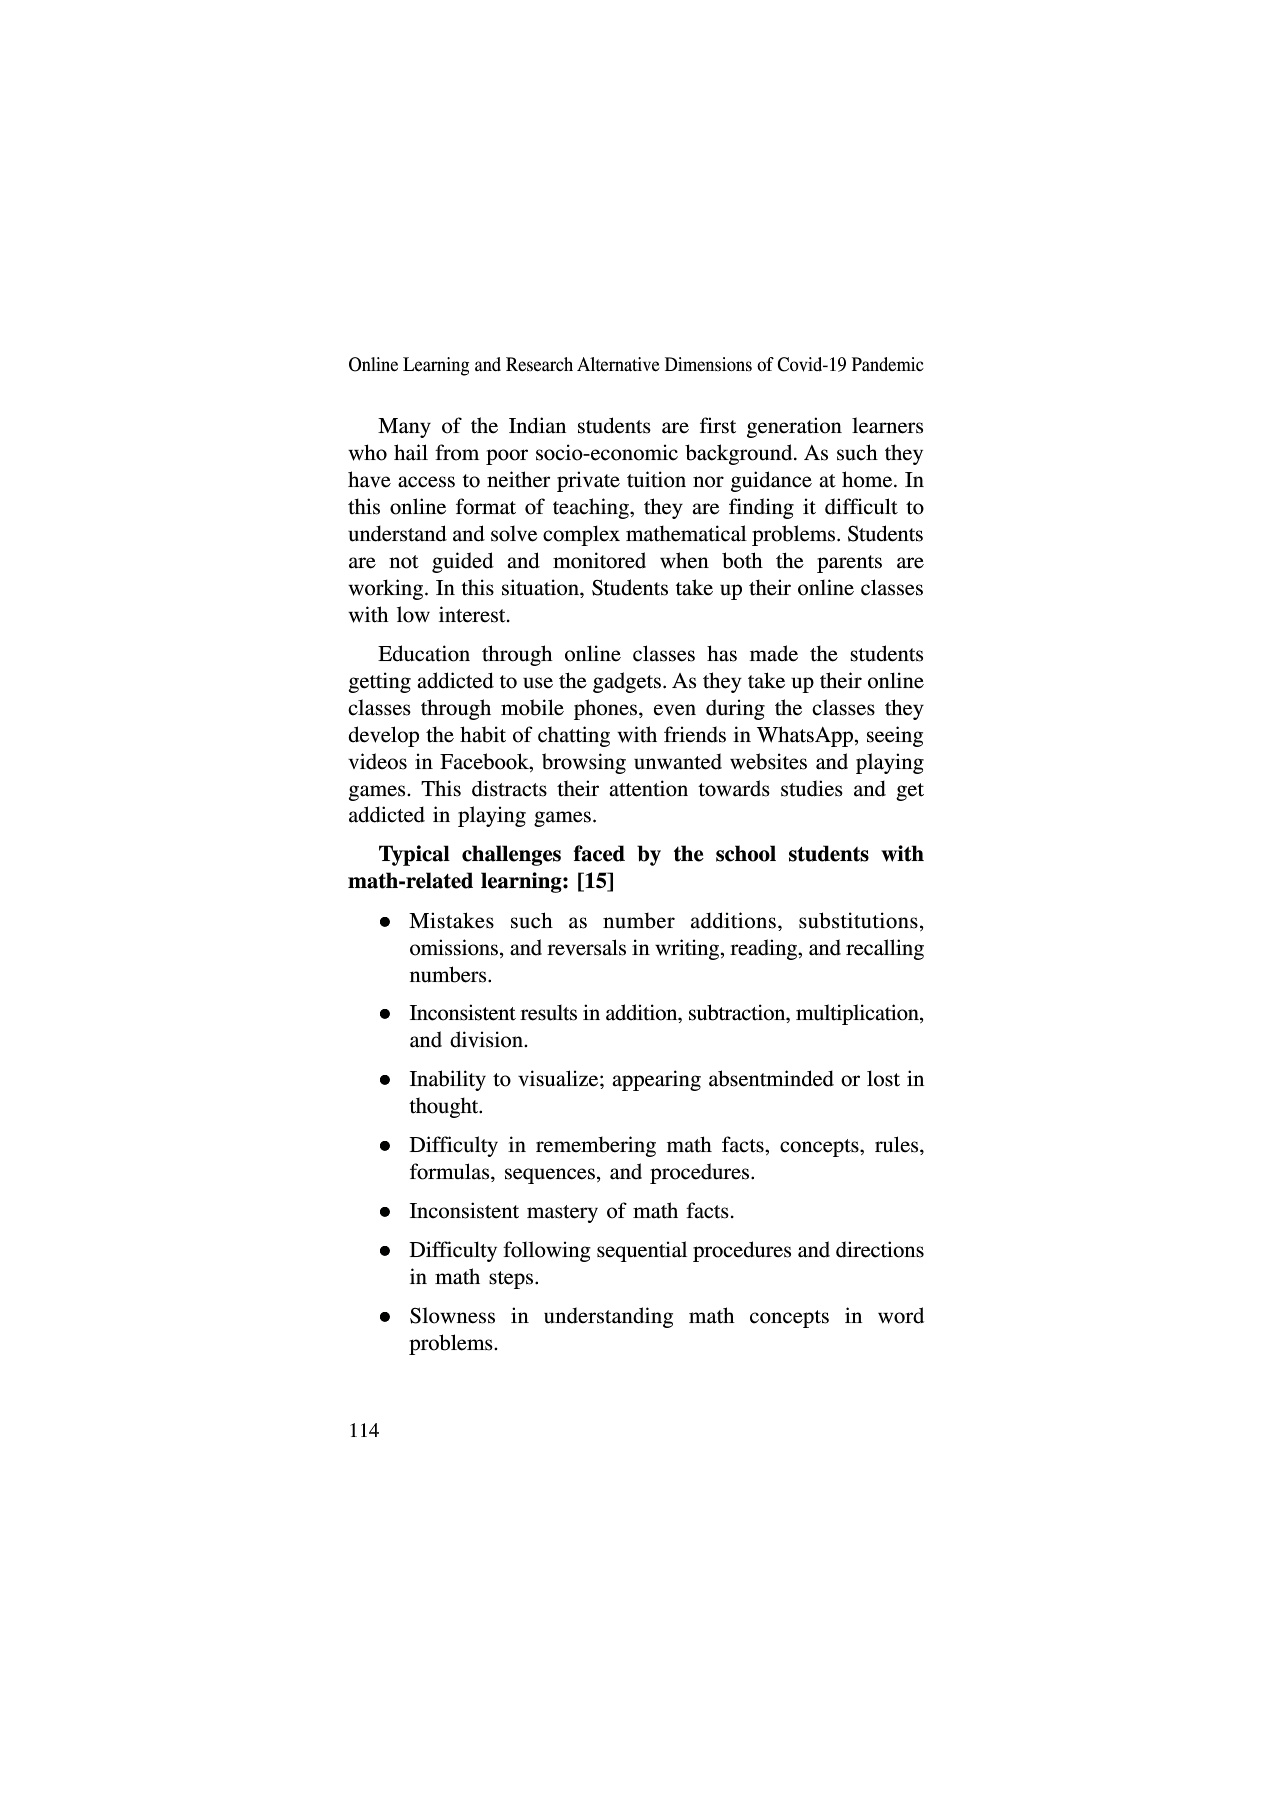 Online Learning and Research Alternative Dimensions of Covid-19 Pandemic
Many of the Indian students are first generation learners
who hail from poor socio-economic background. As such they
have access to neither private tuition nor guidance at home. In
this online format of teaching, they are finding it difficult to
understand and solve complex mathematical problems. Students
are not guided and monitored when both the parents are
working. In this situation, Students take up their online classes
with low interest.
Education through online classes has made the students
getting addicted to use the gadgets. As they take up their online
classes through mobile phones, even during the classes they
develop the habit of chatting with friends in WhatsApp, seeing
videos in Facebook, browsing unwanted websites and playing
games. This distracts their attention towards studies and get
addicted in playing games.
Typical challenges faced by the school students with
math-related learning: [15]
● Mistakes such as number additions, substitutions,
omissions, and reversals in writing, reading, and recalling
numbers.
● Inconsistent results in addition, subtraction, multiplication,
and division.
● Inability to visualize; appearing absentminded or lost in
thought.
● Difficulty in remembering math facts, concepts, rules,
formulas, sequences, and procedures.
● Inconsistent mastery of math facts.
● Difficulty following sequential procedures and directions
in math steps.
● Slowness in understanding math concepts in word
problems.
114